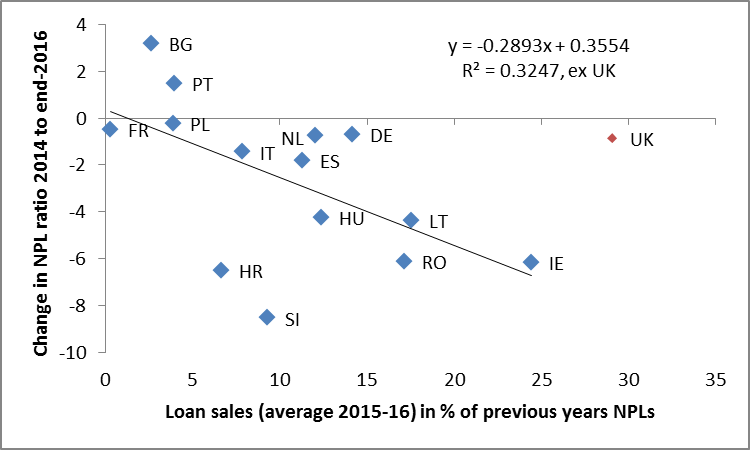 4
y = -0.2893x + 0.3554
R² = 0.3247, ex UK
BG
2
PT
0
FR
PL
NL
DE
UK
IT
ES
-2
HU
LT
-4
HR
RO
IE
-6
SI
-8
-10
0 5 10 15 20 25 30 35
Change in NPL ratio 2014 to end-2016
Loan sales (average 2015-16) in % of previous years NPLs